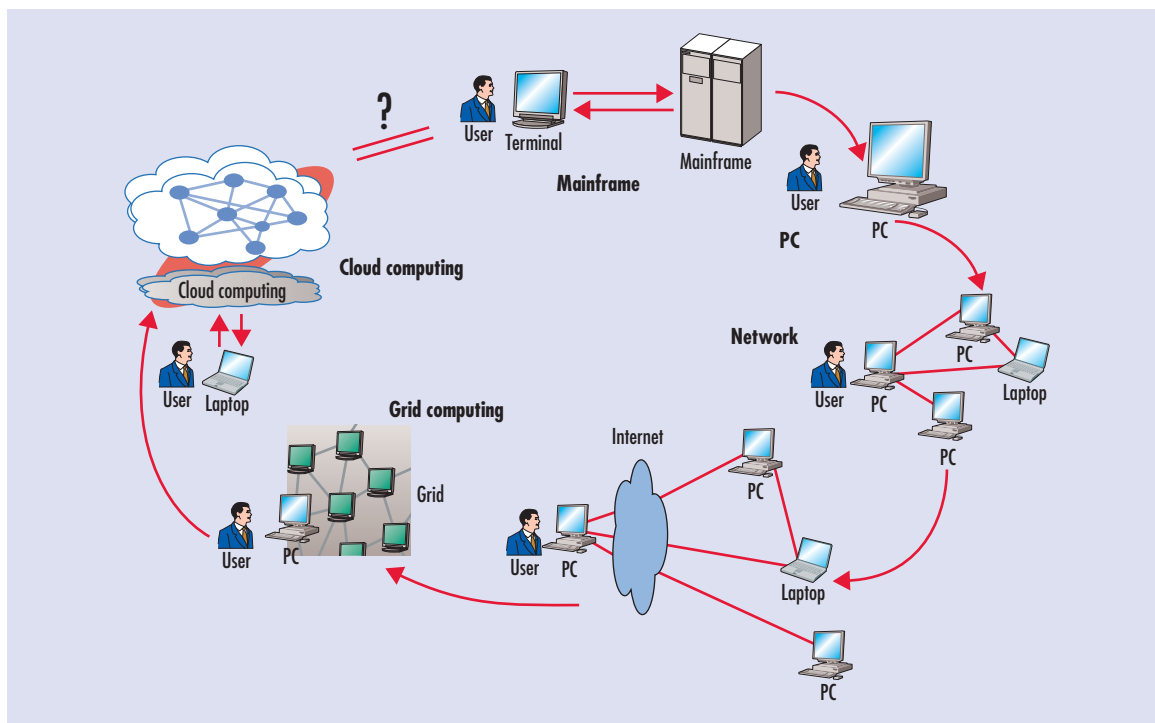 ?
User
Terminal
Mainframe
Mainframe
User
PC
PC
Cloud computing
Cloud computing
User
Laptop
Network
PC
User
PC
Laptop
PC
Grid computing
Grid
User
PC
Internet
PC
User
PC
Laptop
PC